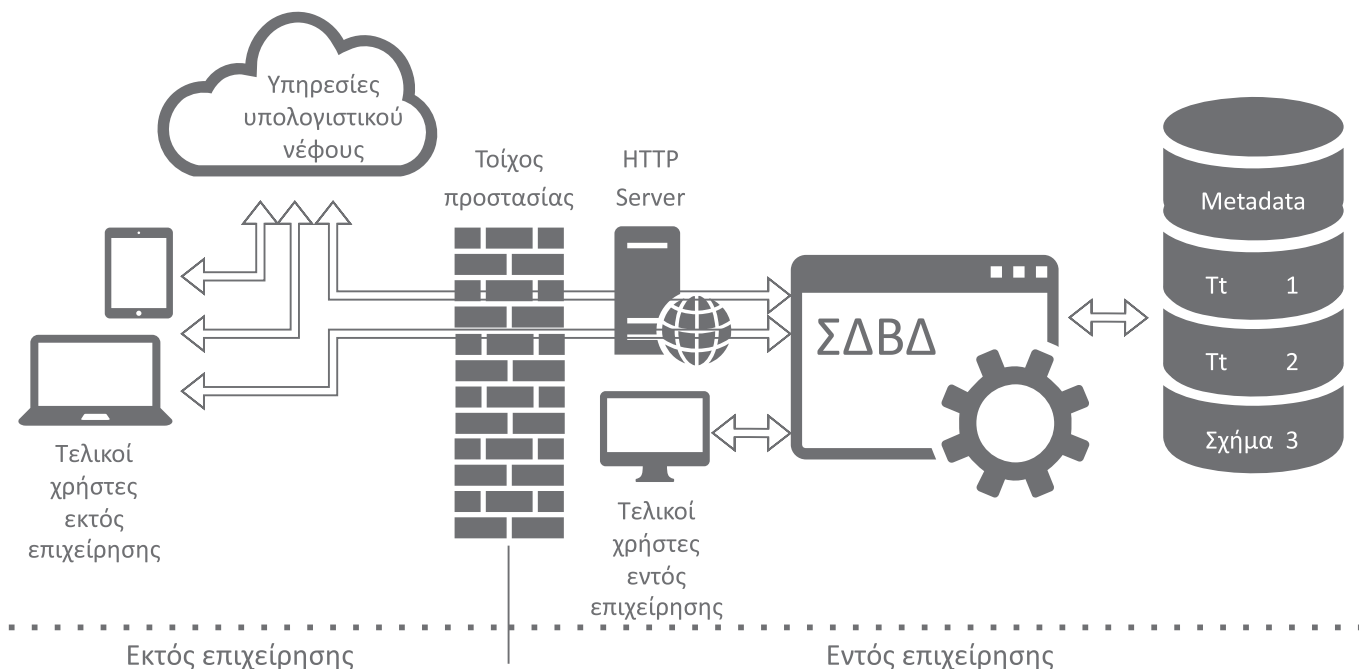 Υπηρεσίες
υπολογιστικού
νέφους
Τοίχος
προστασίας
HTTP
Server
Metadata
Tt 1
Tt 2
Σχήμα 3
ΣΔΒΔ
Τελικοί
χρήστες
εκτός
επιχείρησης
Τελικοί
χρήστες
εντός
επιχείρησης
Εκτός επιχείρησης
Εντός επιχείρησης